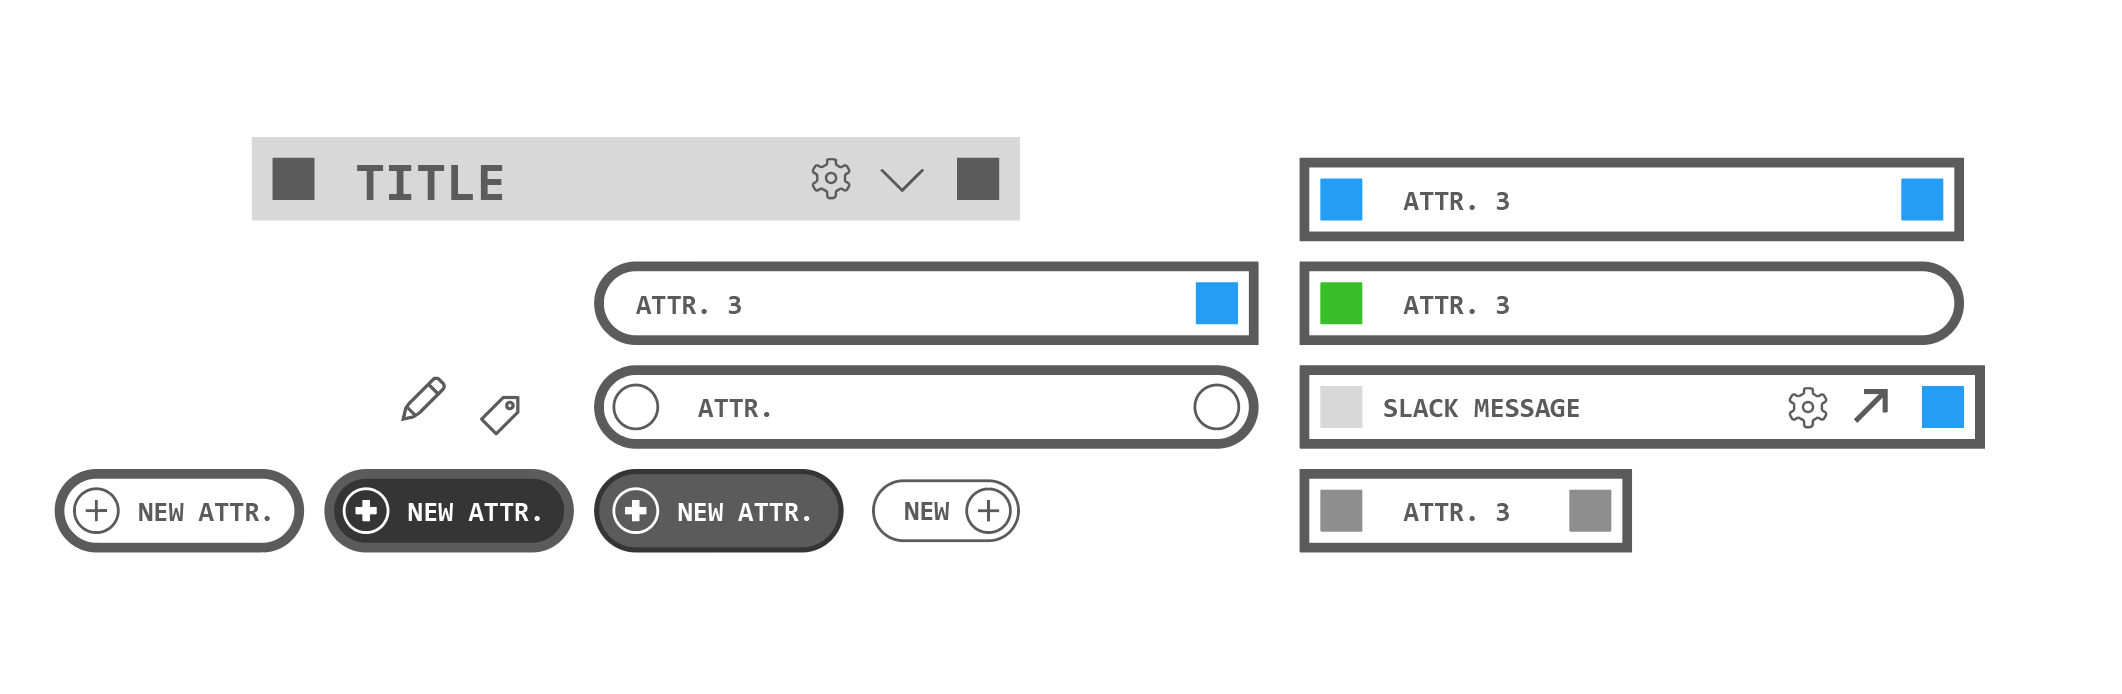 TITLE
ATTR. 3
ATTR. 3
ATTR. 3
ATTR.
SLACK MESSAGE
NEW ATTR.
NEW ATTR.
NEW ATTR.
NEW
ATTR. 3